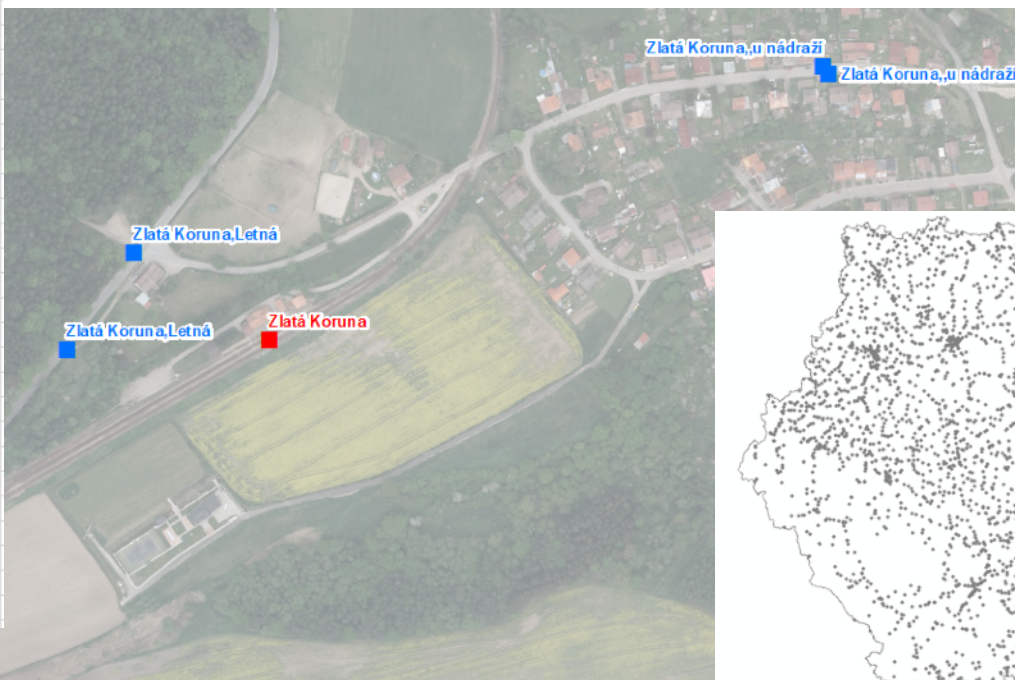 Zlatá Koruna,,u nádraží
Zlatá Koruna,,u nádraží
Zlatá Koruna,Letná
Zlatá Koruna
Zlatá Koruna,Letná